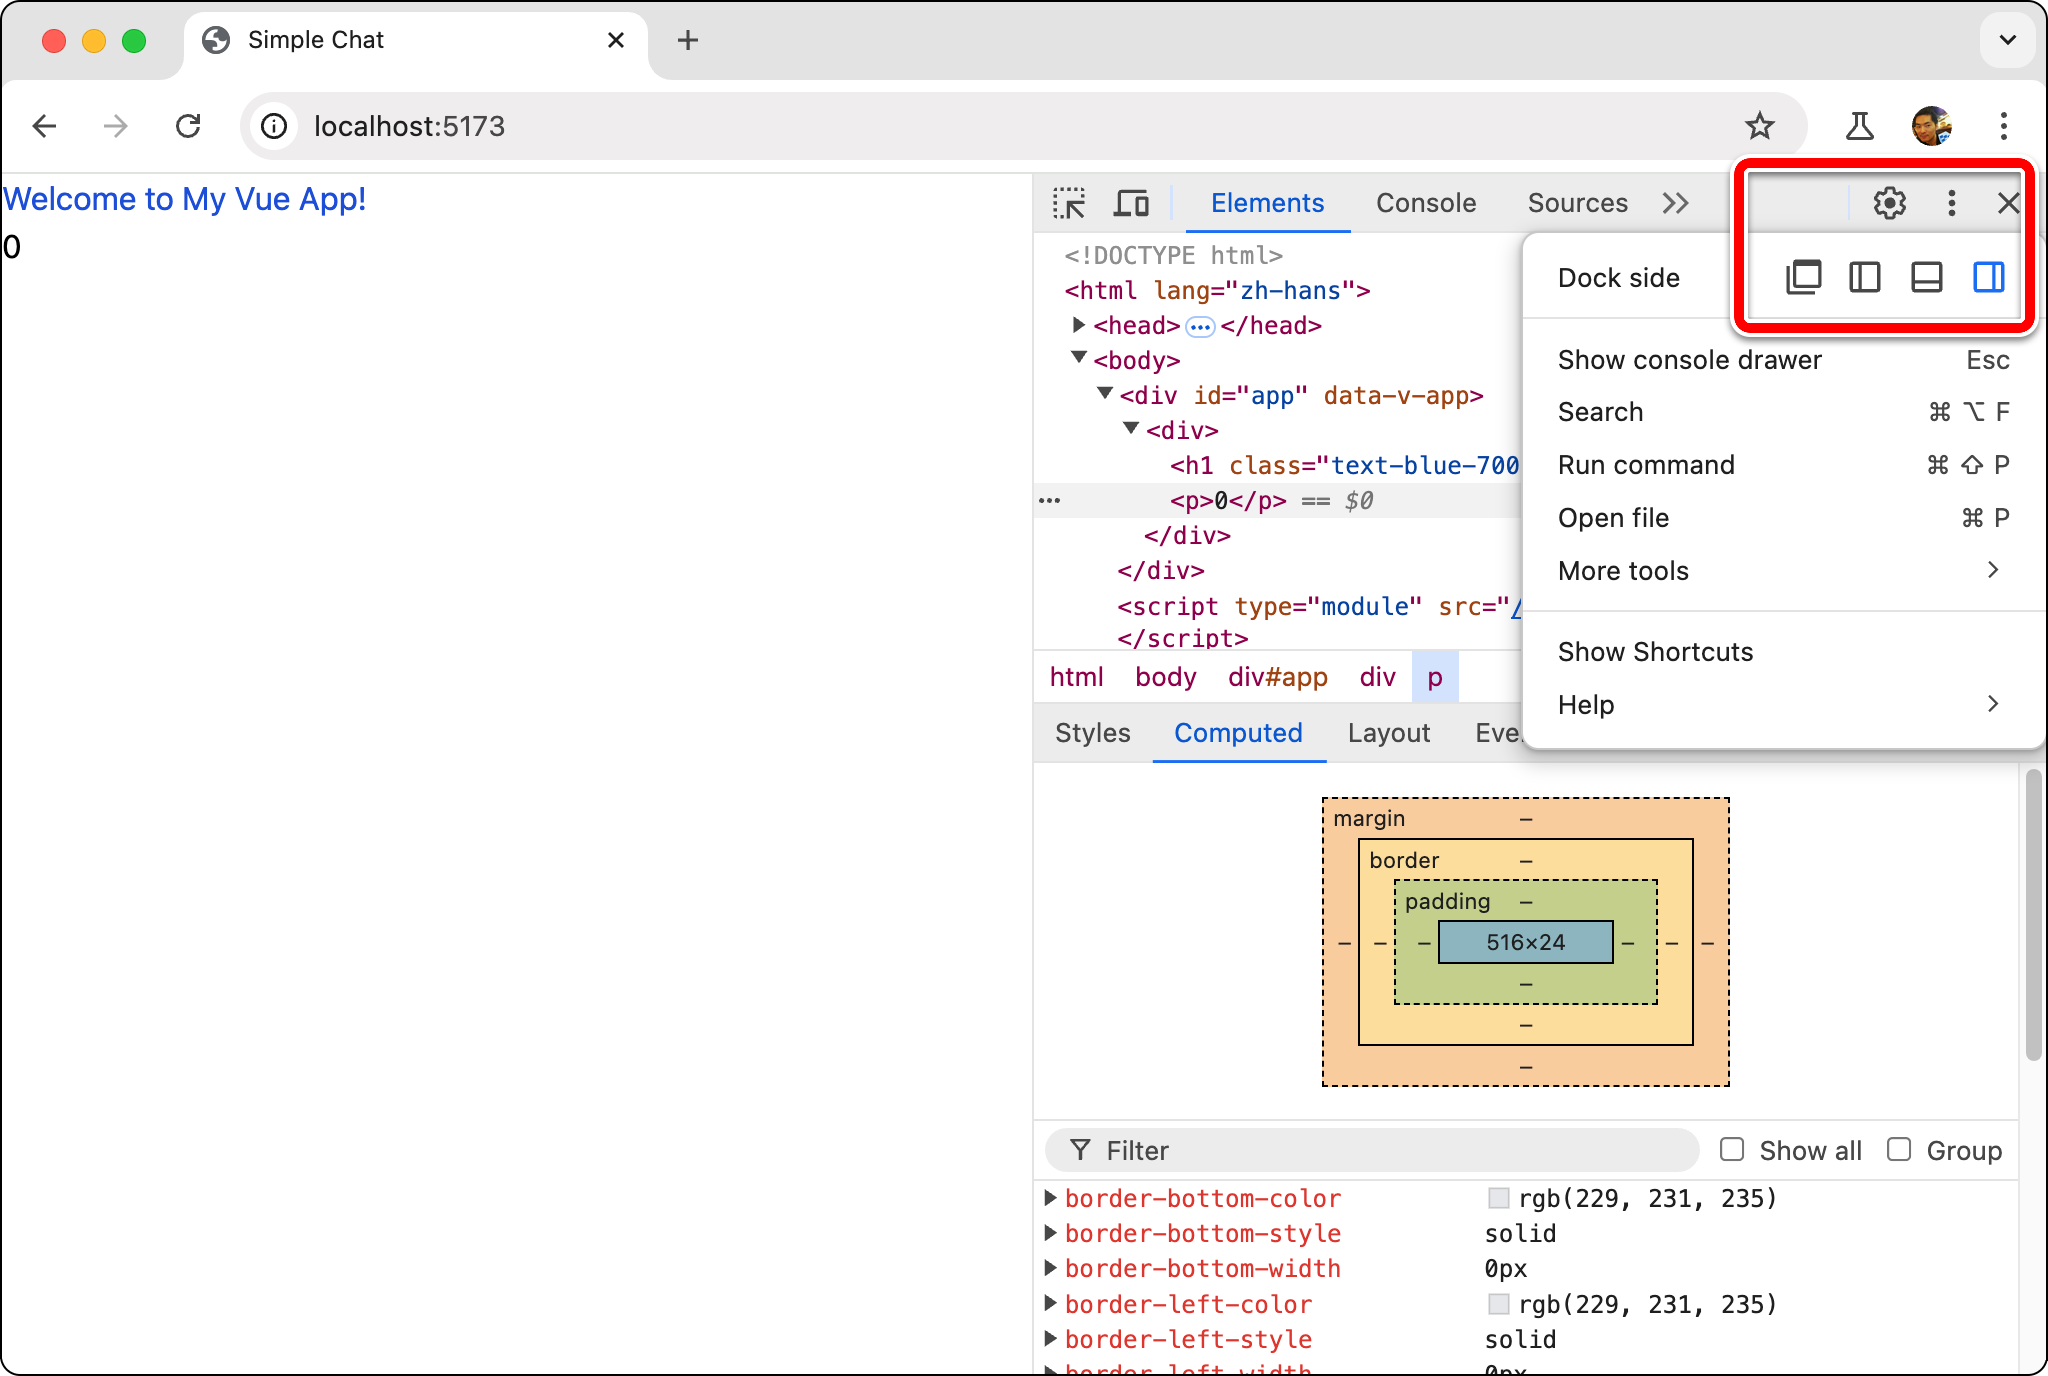 Simple Chat
localhost:5173
Welcome to My Vue App!
0
Elements Console Sources
<!DOCTYPE html>
<html lang="zh-hans">
<head> ••• </head>
<body>
<div id="app" data-v-app>
<div>
<h1 class="text-blue-700
<p>0</p> == $0
</div>
</div>
<script type="module" src="/
</script>
html body div#app div p
Styles Computed Layout Eve
Dock side
Show console drawer Esc
Search ⌘ ⌥ F
Run command ⌘ ⇧ P
Open file ⌘ P
More tools
Show Shortcuts
Help
margin –
border –
padding –
– – – 516×24 – – –
–
–
–
Filter Show all Group
border-bottom-color rgb(229, 231, 235)
border-bottom-style solid
border-bottom-width 0px
border-left-color rgb(229, 231, 235)
border-left-style solid
border-left-width 0px